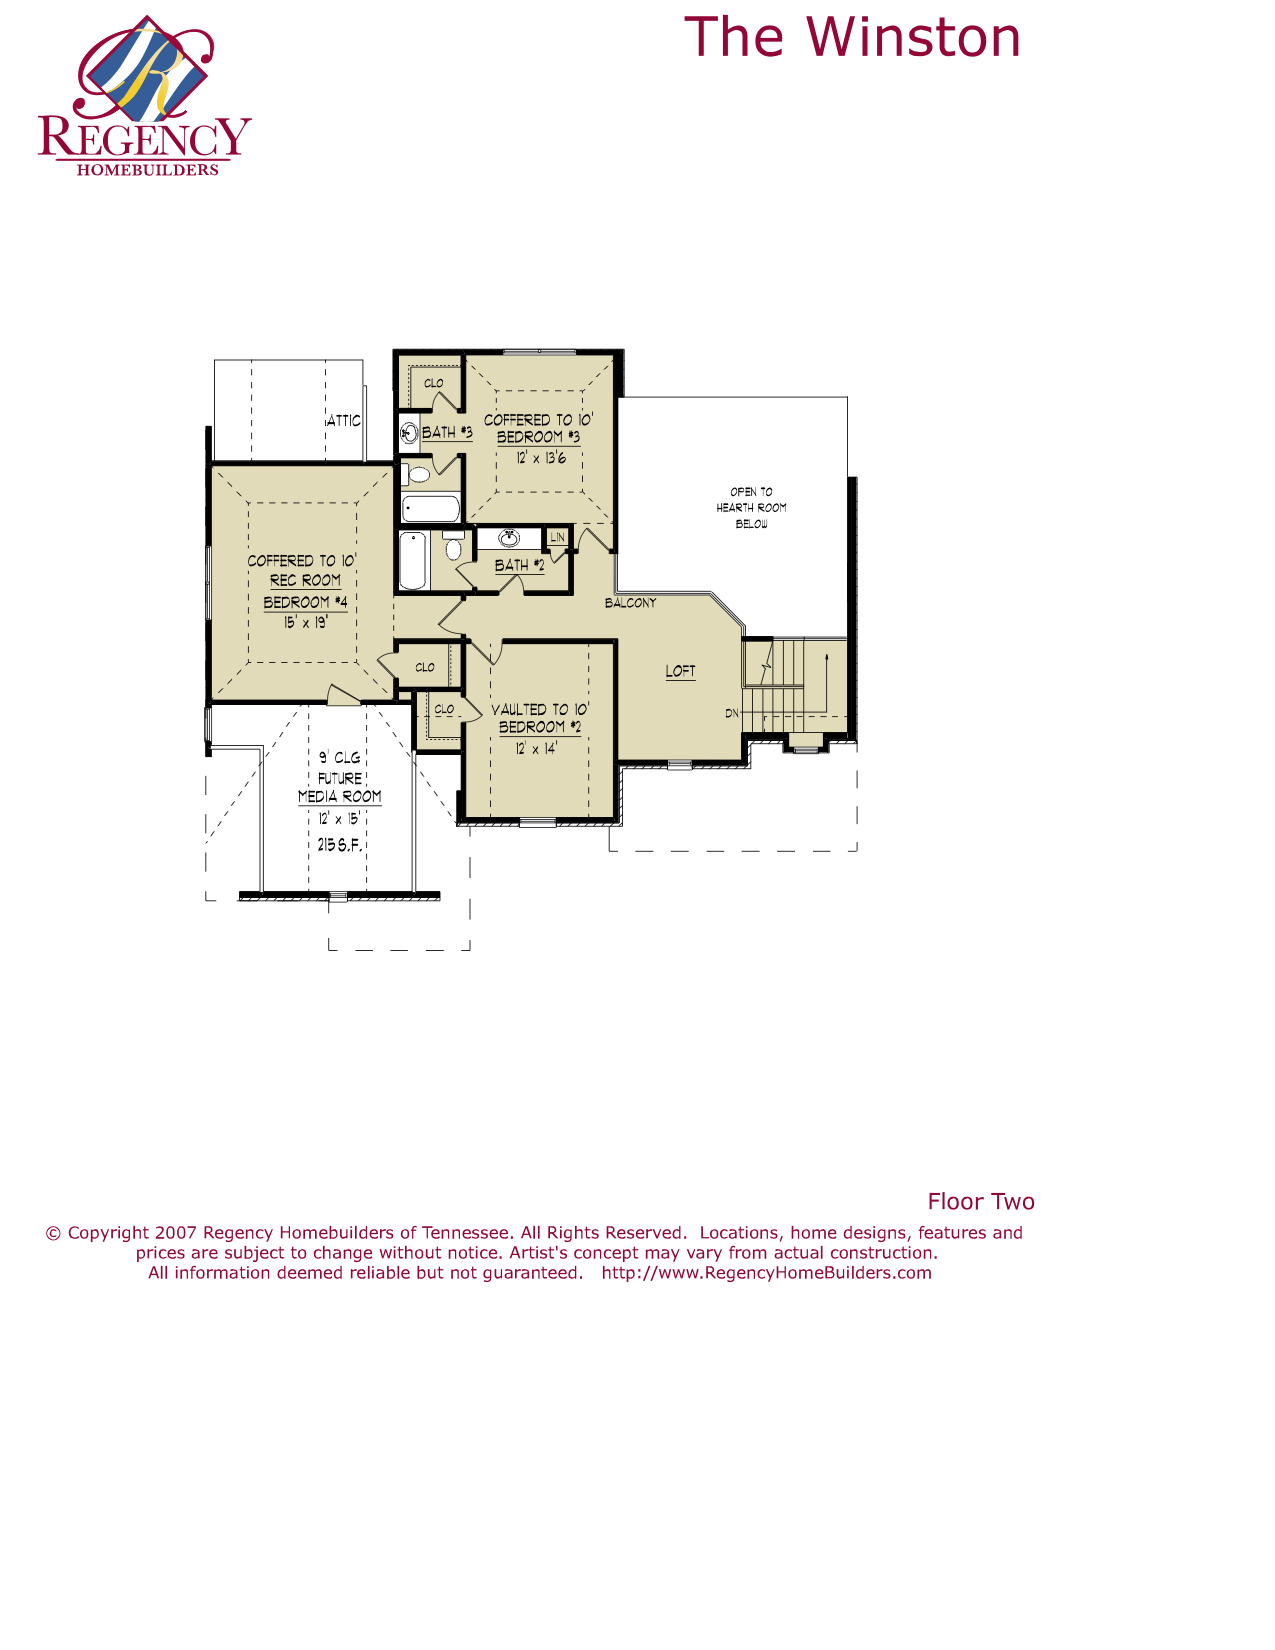 The Winston
REGENCY
HOMEBUILDERS
CLO
ATTIC
BATH #3
COFFERED TO 10'
BEDROOM #3
12' x 13'6
OPEN TO
HEARTH ROOM
BELOW
LIN
BATH #2
COFFERED TO 10'
REC ROOM
BEDROOM #4
15' x 19'
BALCONY
CLO
LOFT
CLO
VAULTED TO 10'
BEDROOM #2
12' x 14'
DN
9' CLG
FUTURE
MEDIA ROOM
12' x 15'
215 S.F.
Floor Two
© Copyright 2007 Regency Homebuilders of Tennessee. All Rights Reserved. Locations, home designs, features and
prices are subject to change without notice. Artist's concept may vary from actual construction.
All information deemed reliable but not guaranteed. http://www.RegencyHomeBuilders.com